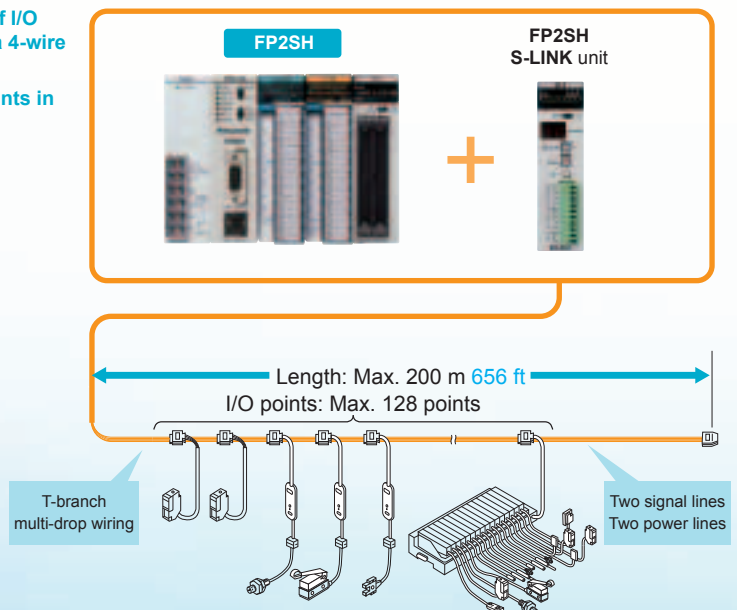 f I/O
4-wire
nts in
FP2SH
FP2SH
S-LINK unit
Length: Max. 200 m 656 ft
I/O points: Max. 128 points
T-branch
multi-drop wiring
Two signal lines
Two power lines